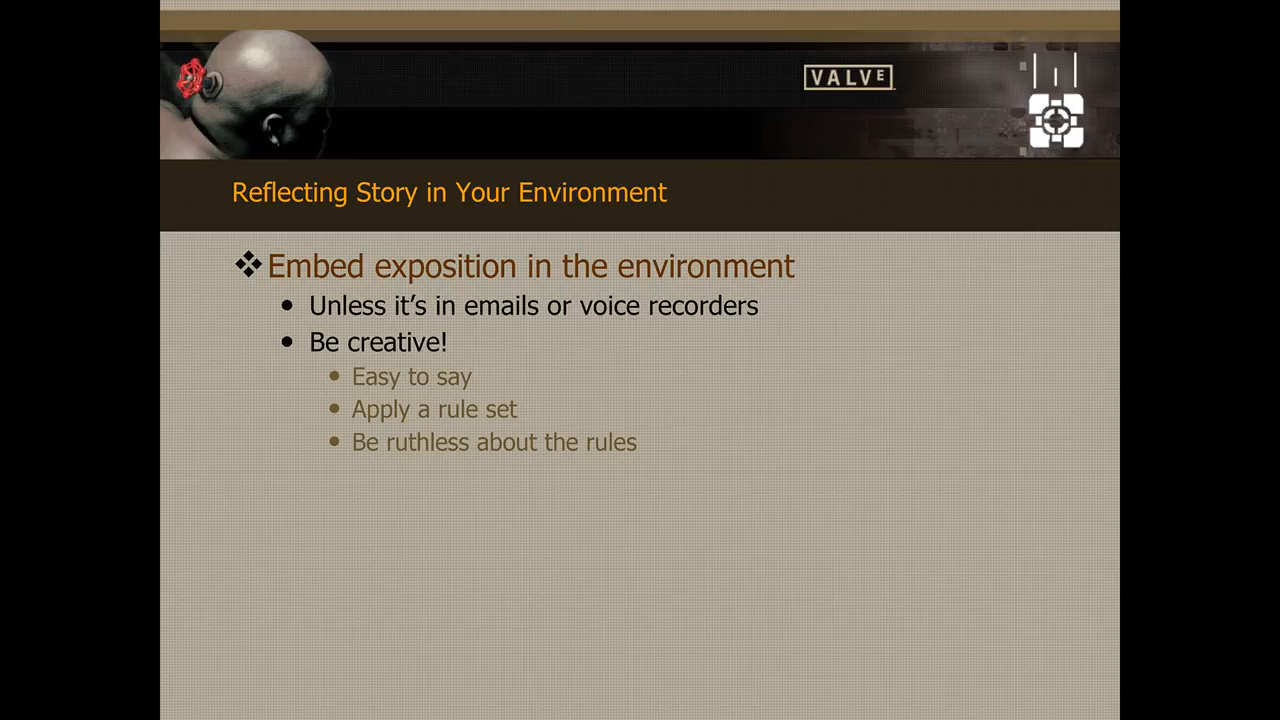 VALVE
Reflecting Story in Your Environment
Embed exposition in the environment
Unless it's in emails or voice recorders
Be creative!
Easy to say
Apply a rule set
Be ruthless about the rules